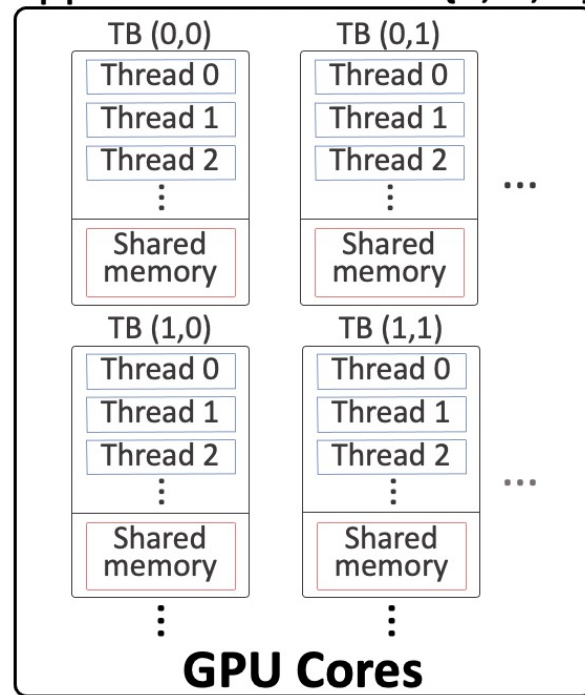 TB (0,0) TB (0,1)
Thread 0 Thread 0
Thread 1 Thread 1
Thread 2 Thread 2
⋮ ⋮ ...
Shared Shared
memory memory
TB (1,0) TB (1,1)
Thread 0 Thread 0
Thread 1 Thread 1
Thread 2 Thread 2
⋮ ⋮ ...
Shared Shared
memory memory
⋮ ⋮
GPU Cores